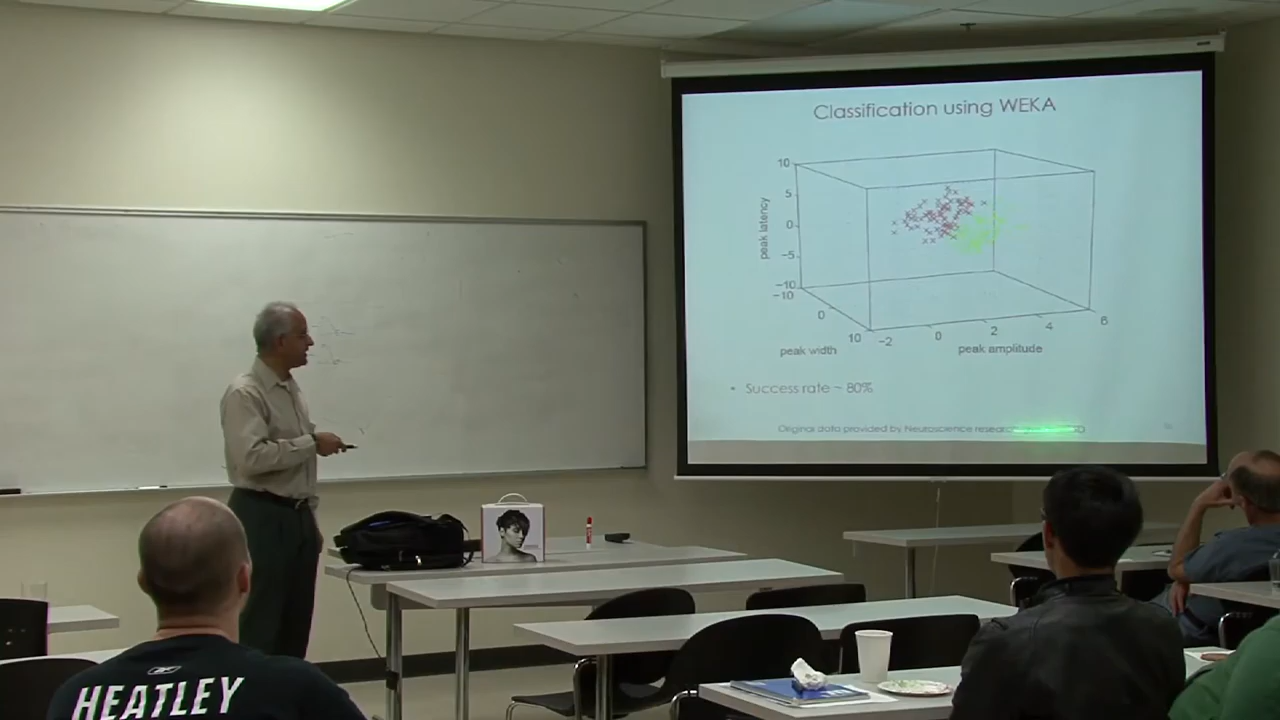 Classification using WEKA
10
5
0
−5
−10
peak latency
−10
0
10
peak width
−2
0
2
4
6
peak amplitude
• Success rate ~ 80%
Original data provided by Neuroscience research
HEATLEY